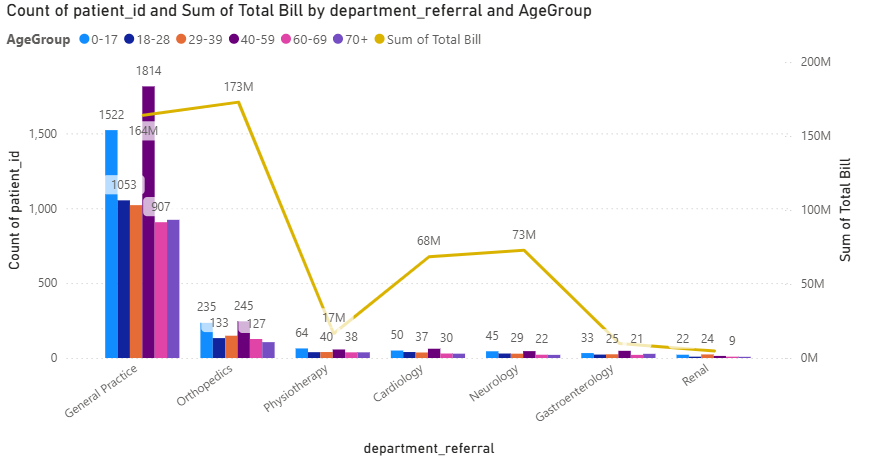 Count of patient_id and Sum of Total Bill by department_referral and AgeGroup
AgeGroup 0-17 18-28 29-39 40-59 60-69 70+ Sum of Total Bill
Count of patient_id
1,500
1,000
500
0
1522
1053
1814
164M
907
173M
235
133
245
127
64
17M
40
38
68M
50
37
30
73M
45
29
22
33
25
21
22
24
9
200M
150M
100M
50M
0M
Sum of Total Bill
General Practice
Orthopedics
Physiotherapy
Cardiology
Neurology
Gastroenterology
Renal
department_referral